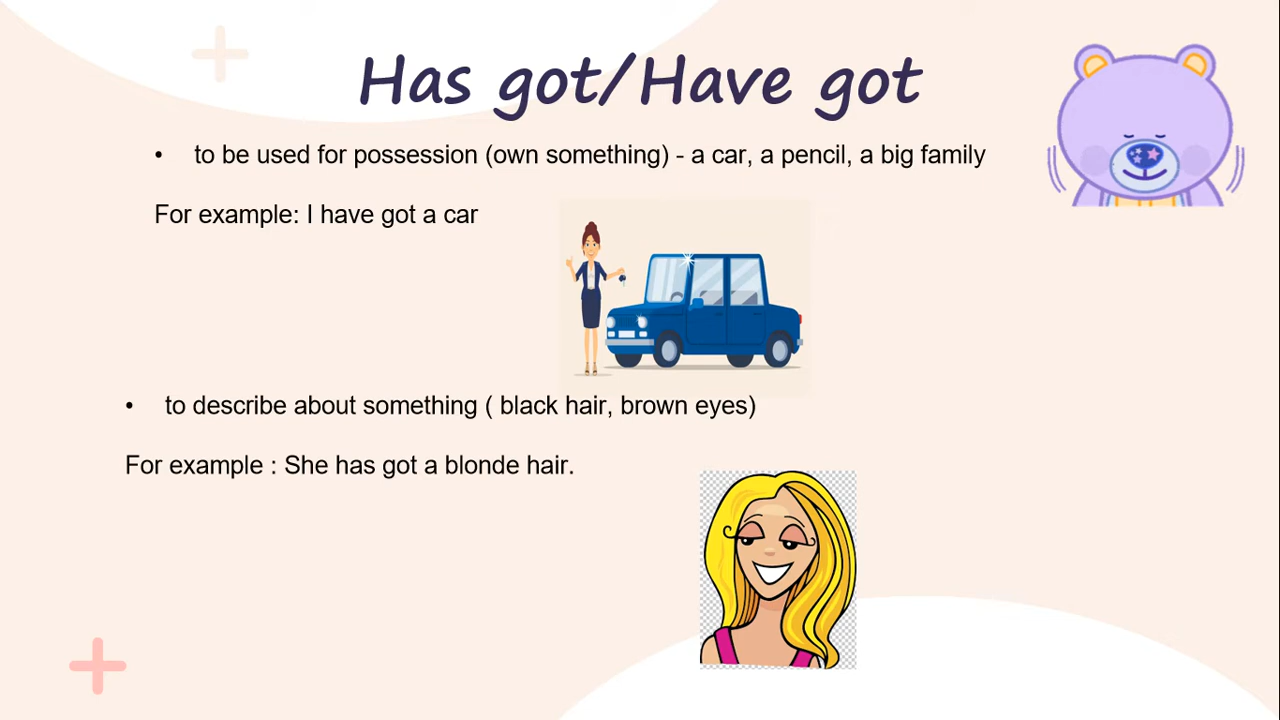 Has got/Have got
• to be used for possession (own something) - a car, a pencil, a big family
For example: I have got a car
• to describe about something ( black hair, brown eyes)
For example : She has got a blonde hair.